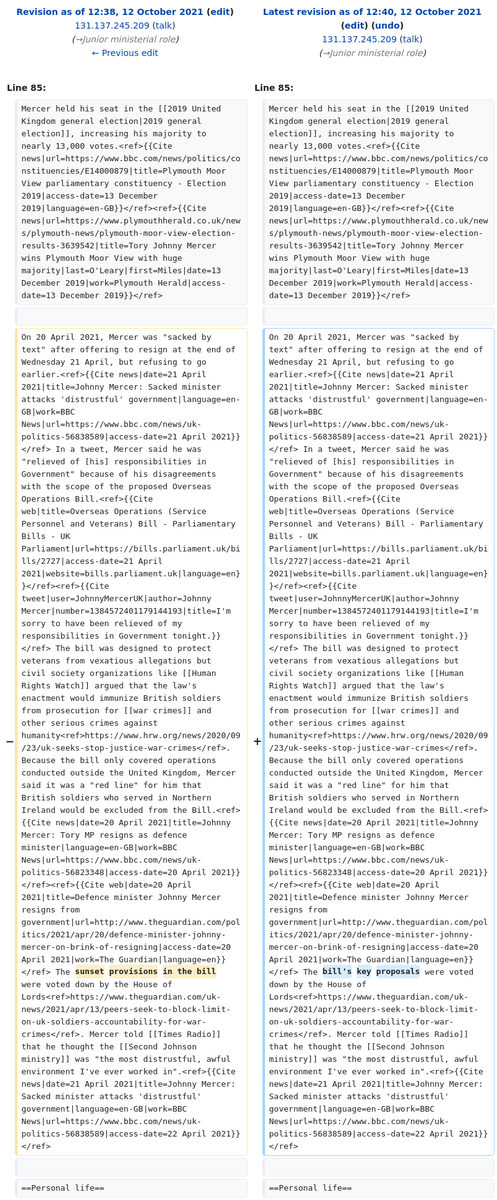 Revision as of 12:38, 12 October 2021 (edit)
131.137.245.209 (talk)
(→Junior ministerial role)
← Previous edit
Line 85:
Mercer held his seat in the [[2019 United
Kingdom general election|2019 general
election]], increasing his majority to
nearly 13,000 votes.<ref>{{Cite
news|url=https://www.bbc.com/news/politics/co
nstituencies/E14000879|title=Plymouth Moor
View parliamentary constituency - Election
2019|access-date=13 December
2019|language=en-GB}}</ref><ref>{{Cite
news|url=https://www.plymouthherald.co.uk/new
s/plymouth-news/plymouth-moor-view-election-
results-3639542|title=Tory Johnny Mercer
wins Plymouth Moor View with huge
majority|last=O'Leary|first=Miles|date=13
December 2019|work=Plymouth Herald|access-
date=13 December 2019}}</ref>
−
On 20 April 2021, Mercer was "sacked by
text" after offering to resign at the end of
Wednesday 21 April, but refusing to go
earlier.<ref>{{Cite news|date=21 April
2021|title=Johnny Mercer: Sacked minister
attacks 'distrustful' government|language=en-
GB|work=BBC
News|url=https://www.bbc.com/news/uk-
politics-56838589|access-date=21 April 2021}}
</ref> In a tweet, Mercer said he was
"relieved of [his] responsibilities in
Government" because of his disagreements
with the scope of the proposed Overseas
Operations Bill.<ref>{{Cite
web|title=Overseas Operations (Service
Personnel and Veterans) Bill - Parliamentary
Bills - UK
Parliament|url=https://bills.parliament.uk/bi
lls/2727|access-date=21 April
2021|website=bills.parliament.uk|language=en}
}</ref><ref>{{Cite
tweet|user=JohnnyMercerUK|author=Johnny
Mercer|number=1384572401179144193|title=I'm
sorry to have been relieved of my
responsibilities in Government tonight.}}
</ref> The bill was designed to protect
veterans from vexatious allegations but
civil society organizations like [[Human
Rights Watch]] argued that the law's
enactment would immunize British soldiers
from prosecution for [[war crimes]] and
other serious crimes against
humanity<ref>https://www.hrw.org/news/2020/09
/23/uk-seeks-stop-justice-war-crimes</ref>.
Because the bill only covered operations
conducted outside the United Kingdom, Mercer
said it was a "red line" for him that
British soldiers who served in Northern
Ireland would be excluded from the Bill.<ref>
{{Cite news|date=20 April 2021|title=Johnny
Mercer: Tory MP resigns as defence
minister|language=en-GB|work=BBC
News|url=https://www.bbc.com/news/uk-
politics-56823348|access-date=20 April 2021}}
</ref><ref>{{Cite web|date=20 April
2021|title=Defence minister Johnny Mercer
resigns from
government|url=http://www.theguardian.com/pol
itics/2021/apr/20/defence-minister-johnny-
mercer-on-brink-of-resigning|access-date=20
April 2021|work=The Guardian|language=en}}
</ref> The sunset provisions in the bill
were voted down by the House of
Lords<ref>https://www.theguardian.com/uk-
news/2021/apr/13/peers-seek-to-block-limit-
on-uk-soldiers-accountability-for-war-
crimes</ref>. Mercer told [[Times Radio]]
that he thought the [[Second Johnson
ministry]] was "the most distrustful, awful
environment I've ever worked in".<ref>{{Cite
news|date=21 April 2021|title=Johnny Mercer:
Sacked minister attacks 'distrustful'
government|language=en-GB|work=BBC
News|url=https://www.bbc.com/news/uk-
politics-56838589|access-date=22 April 2021}}
</ref>
==Personal life==
Latest revision as of 12:40, 12 October 2021
(edit) (undo)
131.137.245.209 (talk)
(→Junior ministerial role)
Line 85:
Mercer held his seat in the [[2019 United
Kingdom general election|2019 general
election]], increasing his majority to
nearly 13,000 votes.<ref>{{Cite
news|url=https://www.bbc.com/news/politics/co
nstituencies/E14000879|title=Plymouth Moor
View parliamentary constituency - Election
2019|access-date=13 December
2019|language=en-GB}}</ref><ref>{{Cite
news|url=https://www.plymouthherald.co.uk/new
s/plymouth-news/plymouth-moor-view-election-
results-3639542|title=Tory Johnny Mercer
wins Plymouth Moor View with huge
majority|last=O'Leary|first=Miles|date=13
December 2019|work=Plymouth Herald|access-
date=13 December 2019}}</ref>
+
On 20 April 2021, Mercer was "sacked by
text" after offering to resign at the end of
Wednesday 21 April, but refusing to go
earlier.<ref>{{Cite news|date=21 April
2021|title=Johnny Mercer: Sacked minister
attacks 'distrustful' government|language=en-
GB|work=BBC
News|url=https://www.bbc.com/news/uk-
politics-56838589|access-date=21 April 2021}}
</ref> In a tweet, Mercer said he was
"relieved of [his] responsibilities in
Government" because of his disagreements
with the scope of the proposed Overseas
Operations Bill.<ref>{{Cite
web|title=Overseas Operations (Service
Personnel and Veterans) Bill - Parliamentary
Bills - UK
Parliament|url=https://bills.parliament.uk/bi
lls/2727|access-date=21 April
2021|website=bills.parliament.uk|language=en}
}</ref><ref>{{Cite
tweet|user=JohnnyMercerUK|author=Johnny
Mercer|number=1384572401179144193|title=I'm
sorry to have been relieved of my
responsibilities in Government tonight.}}
</ref> The bill was designed to protect
veterans from vexatious allegations but
civil society organizations like [[Human
Rights Watch]] argued that the law's
enactment would immunize British soldiers
from prosecution for [[war crimes]] and
other serious crimes against
humanity<ref>https://www.hrw.org/news/2020/09
/23/uk-seeks-stop-justice-war-crimes</ref>.
Because the bill only covered operations
conducted outside the United Kingdom, Mercer
said it was a "red line" for him that
British soldiers who served in Northern
Ireland would be excluded from the Bill.<ref>
{{Cite news|date=20 April 2021|title=Johnny
Mercer: Tory MP resigns as defence
minister|language=en-GB|work=BBC
News|url=https://www.bbc.com/news/uk-
politics-56823348|access-date=20 April 2021}}
</ref><ref>{{Cite web|date=20 April
2021|title=Defence minister Johnny Mercer
resigns from
government|url=http://www.theguardian.com/pol
itics/2021/apr/20/defence-minister-johnny-
mercer-on-brink-of-resigning|access-date=20
April 2021|work=The Guardian|language=en}}
</ref> The bill's key proposals were voted
down by the House of
Lords<ref>https://www.theguardian.com/uk-
news/2021/apr/13/peers-seek-to-block-limit-
on-uk-soldiers-accountability-for-war-
crimes</ref>. Mercer told [[Times Radio]]
that he thought the [[Second Johnson
ministry]] was "the most distrustful, awful
environment I've ever worked in".<ref>{{Cite
news|date=21 April 2021|title=Johnny Mercer:
Sacked minister attacks 'distrustful'
government|language=en-GB|work=BBC
News|url=https://www.bbc.com/news/uk-
politics-56838589|access-date=22 April 2021}}
</ref>
==Personal life==